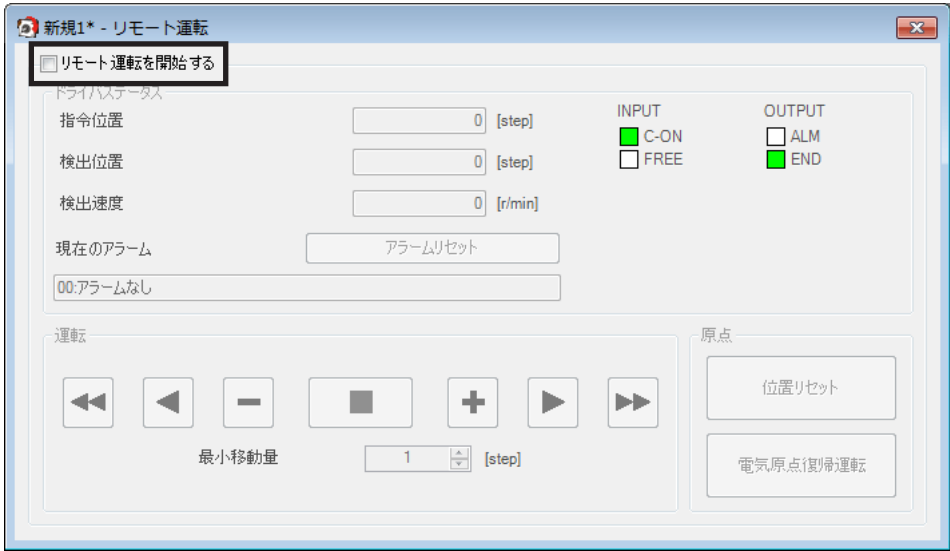 新規1* - リモート運転
リモート運転を開始する
ドライバステータス
指令位置 0 [step]
検出位置 0 [step]
検出速度 0 [r/min]
現在のアラーム アラームリセット
00:アラームなし
INPUT
C-ON
FREE
OUTPUT
ALM
END
運転
最小移動量 1 [step]
原点
位置リセット
電気原点復帰運転